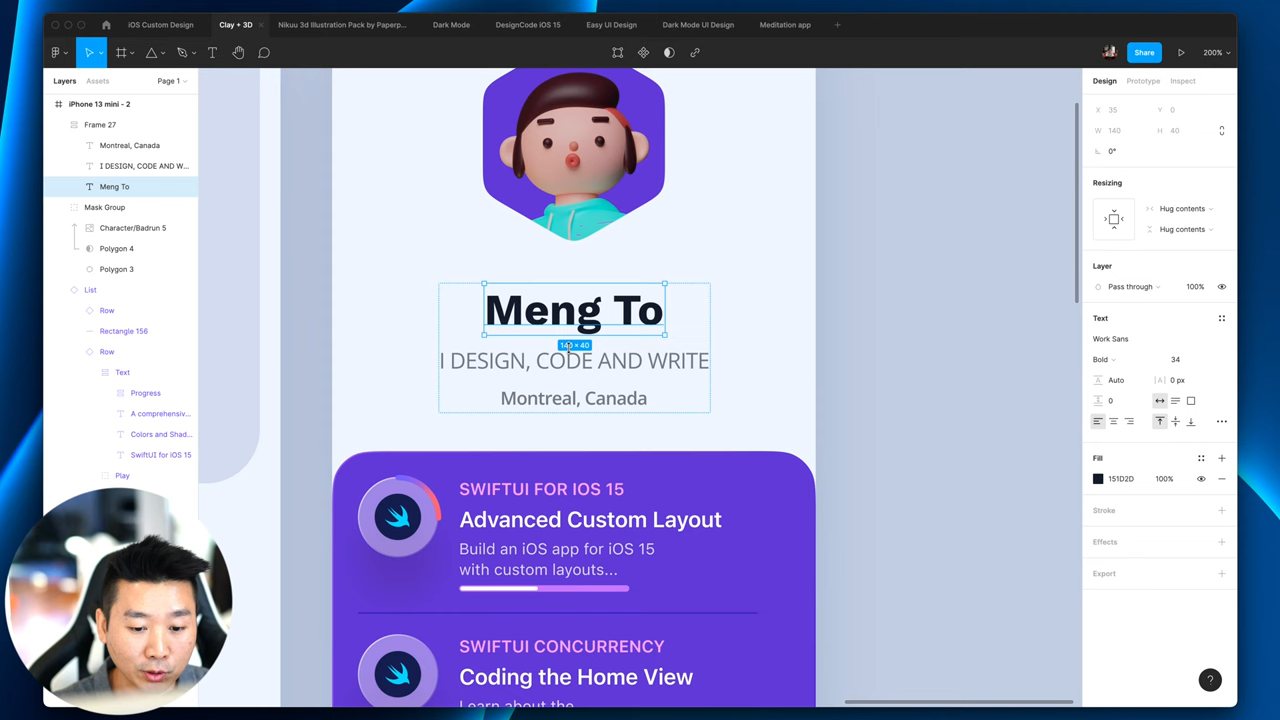 iOS Custom Design
Clay + 3D
Nikuu 3d Illustration Pack by Paperp...
Dark Mode
DesignCode iOS 15
Easy UI Design
Dark Mode UI Design
Meditation app
Share
200%
Layers
Assets
Page 1
iPhone 13 mini - 2
Frame 27
Montreal, Canada
I DESIGN, CODE AND W...
Meng To
Mask Group
Character/Badrun 5
Polygon 4
Polygon 3
List
Row
Rectangle 156
Row
Text
Progress
A comprehensiv...
Colors and Shad...
SwiftUI for iOS 15
Play
Meng To
140 × 40
I DESIGN, CODE AND WRITE
Montreal, Canada
SWIFTUI FOR IOS 15
Advanced Custom Layout
Build an iOS app for iOS 15
with custom layouts...
SWIFTUI CONCURRENCY
Coding the Home View
Learn about the
Design
Prototype
Inspect
X 35
Y 0
W 140
H 40
0°
Resizing
Hug contents
Hug contents
Layer
Pass through
100%
Text
Work Sans
Bold
34
Auto
|A| 0 px
0
Fill
151D2D
100%
Stroke
Effects
Export
?